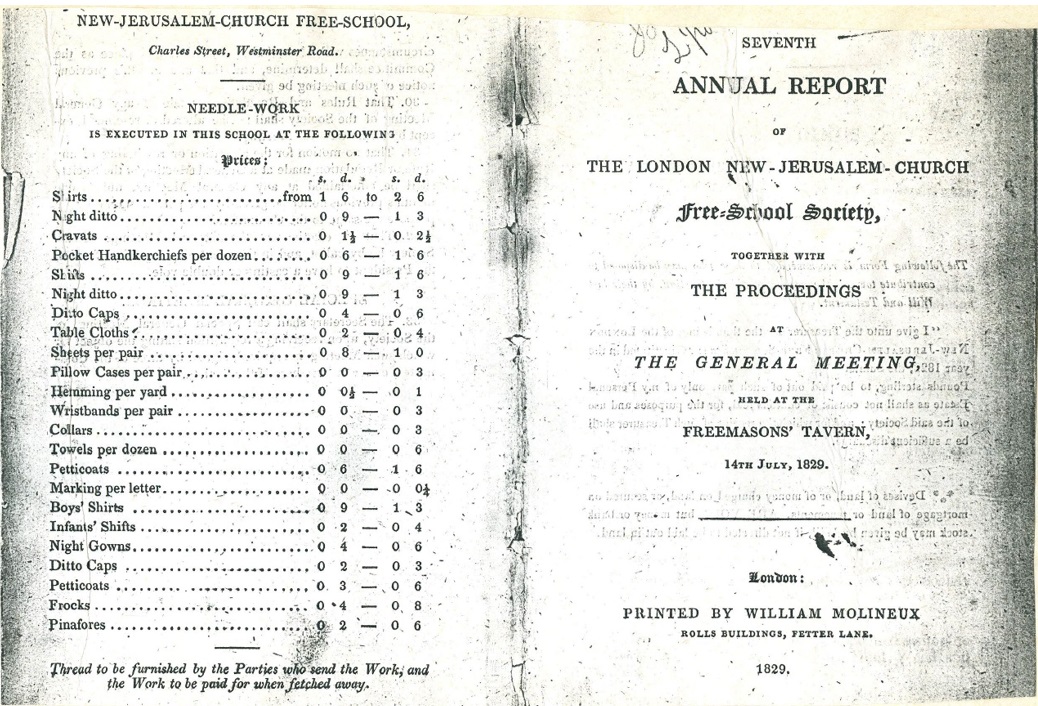 NEW-JERUSALEM-CHURCH FREE-SCHOOL,
Charles Street, Westminster Road.
NEEDLE-WORK
IS EXECUTED IN THIS SCHOOL AT THE FOLLOWING
Prices:
s. d. s. d.
Shirts from 1 6 to 2 6
Night ditto 0 9 — 1 3
Cravats 0 1½ — 0 2½
Pocket Handkerchiefs per dozen 0 6 — 1 6
Shifts 0 9 — 1 6
Night ditto 0 9 — 1 3
Ditto Caps 0 4 — 0 6
Table Cloths 0 2 — 0 4
Sheets per pair 0 8 — 1 0
Pillow Cases per pair 0 0 — 0 3
Hemming per yard 0 0½ — 0 1
Wristbands per pair 0 0 — 0 3
Collars 0 0 — 0 3
Towels per dozen 0 0 — 0 6
Petticoats 0 6 — 1 6
Marking per letter 0 0 — 0 0¼
Boys' Shirts 0 9 — 1 3
Infants' Shifts 0 2 — 0 4
Night Gowns 0 4 — 0 6
Ditto Caps 0 2 — 0 3
Petticoats 0 3 — 0 6
Frocks 0 4 — 0 8
Pinafores 0 2 — 0 6
Thread to be furnished by the Parties who send the Work, and
the Work to be paid for when fetched away.
SEVENTH
ANNUAL REPORT
OF
THE LONDON NEW-JERUSALEM-CHURCH
Free-School Society,
TOGETHER WITH
THE PROCEEDINGS
AT
THE GENERAL MEETING,
HELD AT THE
FREEMASONS' TAVERN,
14TH JULY, 1829.
London:
PRINTED BY WILLIAM MOLINEUX
ROLLS BUILDINGS, FETTER LANE.
1829.